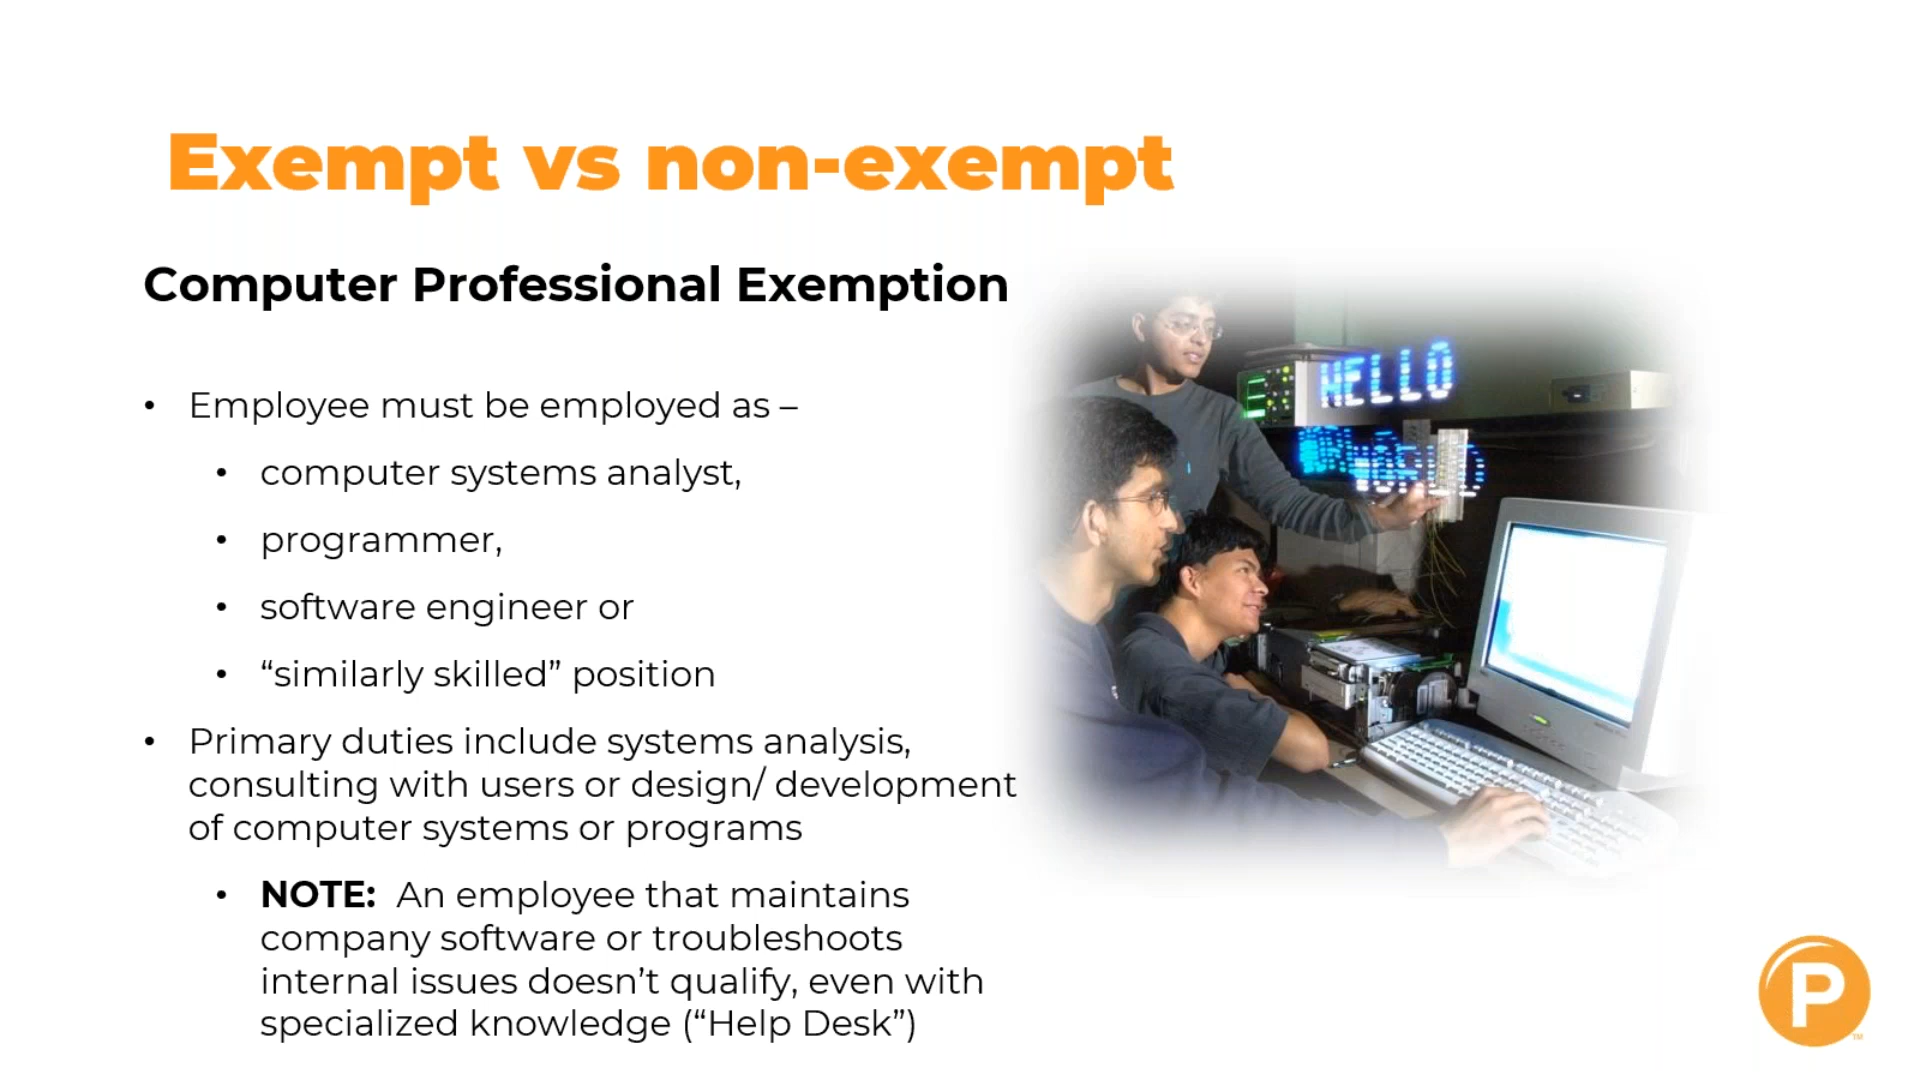 Exempt vs non-exempt
Computer Professional Exemption
• Employee must be employed as –
• computer systems analyst,
• programmer,
• software engineer or
• “similarly skilled” position
• Primary duties include systems analysis,
consulting with users or design/ development
of computer systems or programs
• NOTE:  An employee that maintains
company software or troubleshoots
internal issues doesn’t qualify, even with
specialized knowledge (“Help Desk”)
HELLO
P
TM